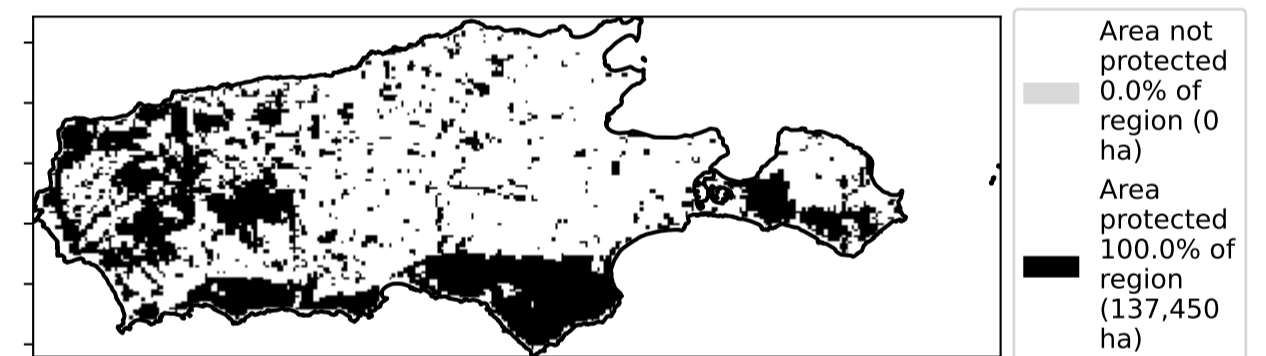 Area not
protected
0.0% of
region (0
ha)
Area
protected
100.0% of
region
(137,450
ha)